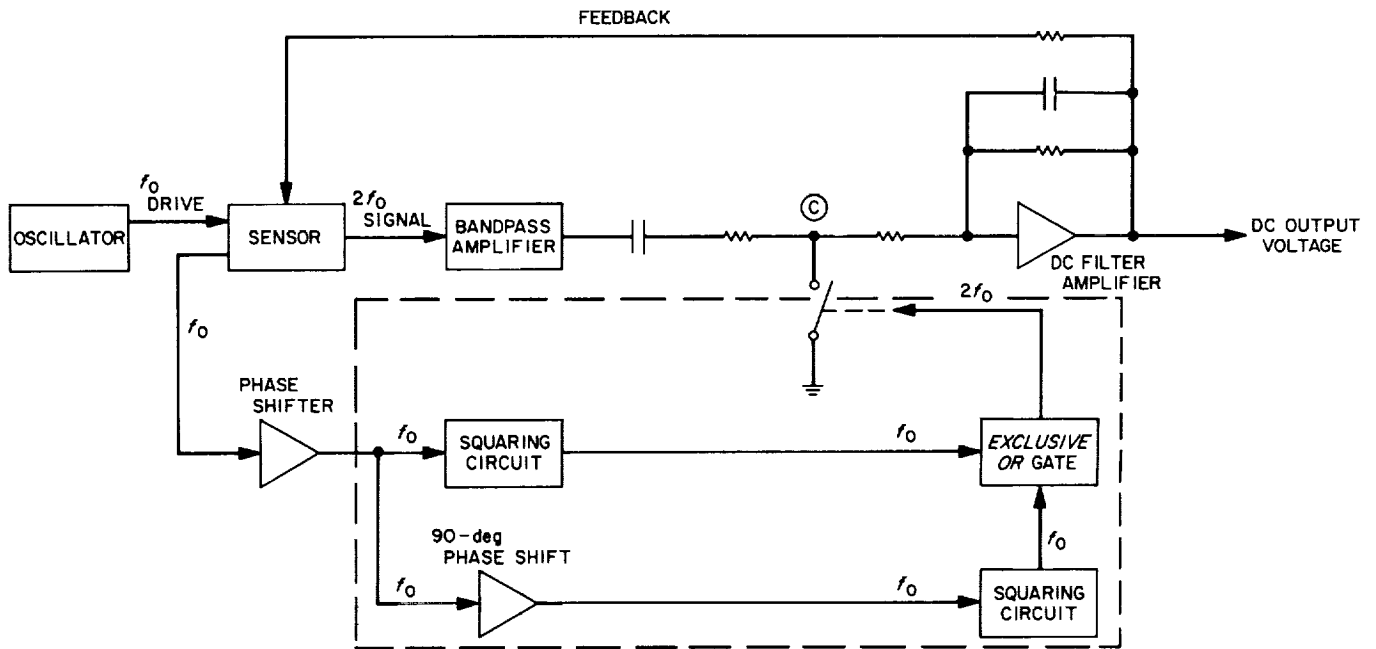 FEEDBACK
f₀
DRIVE
2f₀
SIGNAL
OSCILLATOR
SENSOR
BANDPASS
AMPLIFIER
C
DC FILTER
AMPLIFIER
DC OUTPUT
VOLTAGE
2f₀
f₀
PHASE
SHIFTER
f₀
SQUARING
CIRCUIT
f₀
EXCLUSIVE
OR GATE
90-deg
PHASE SHIFT
f₀
f₀
f₀
SQUARING
CIRCUIT